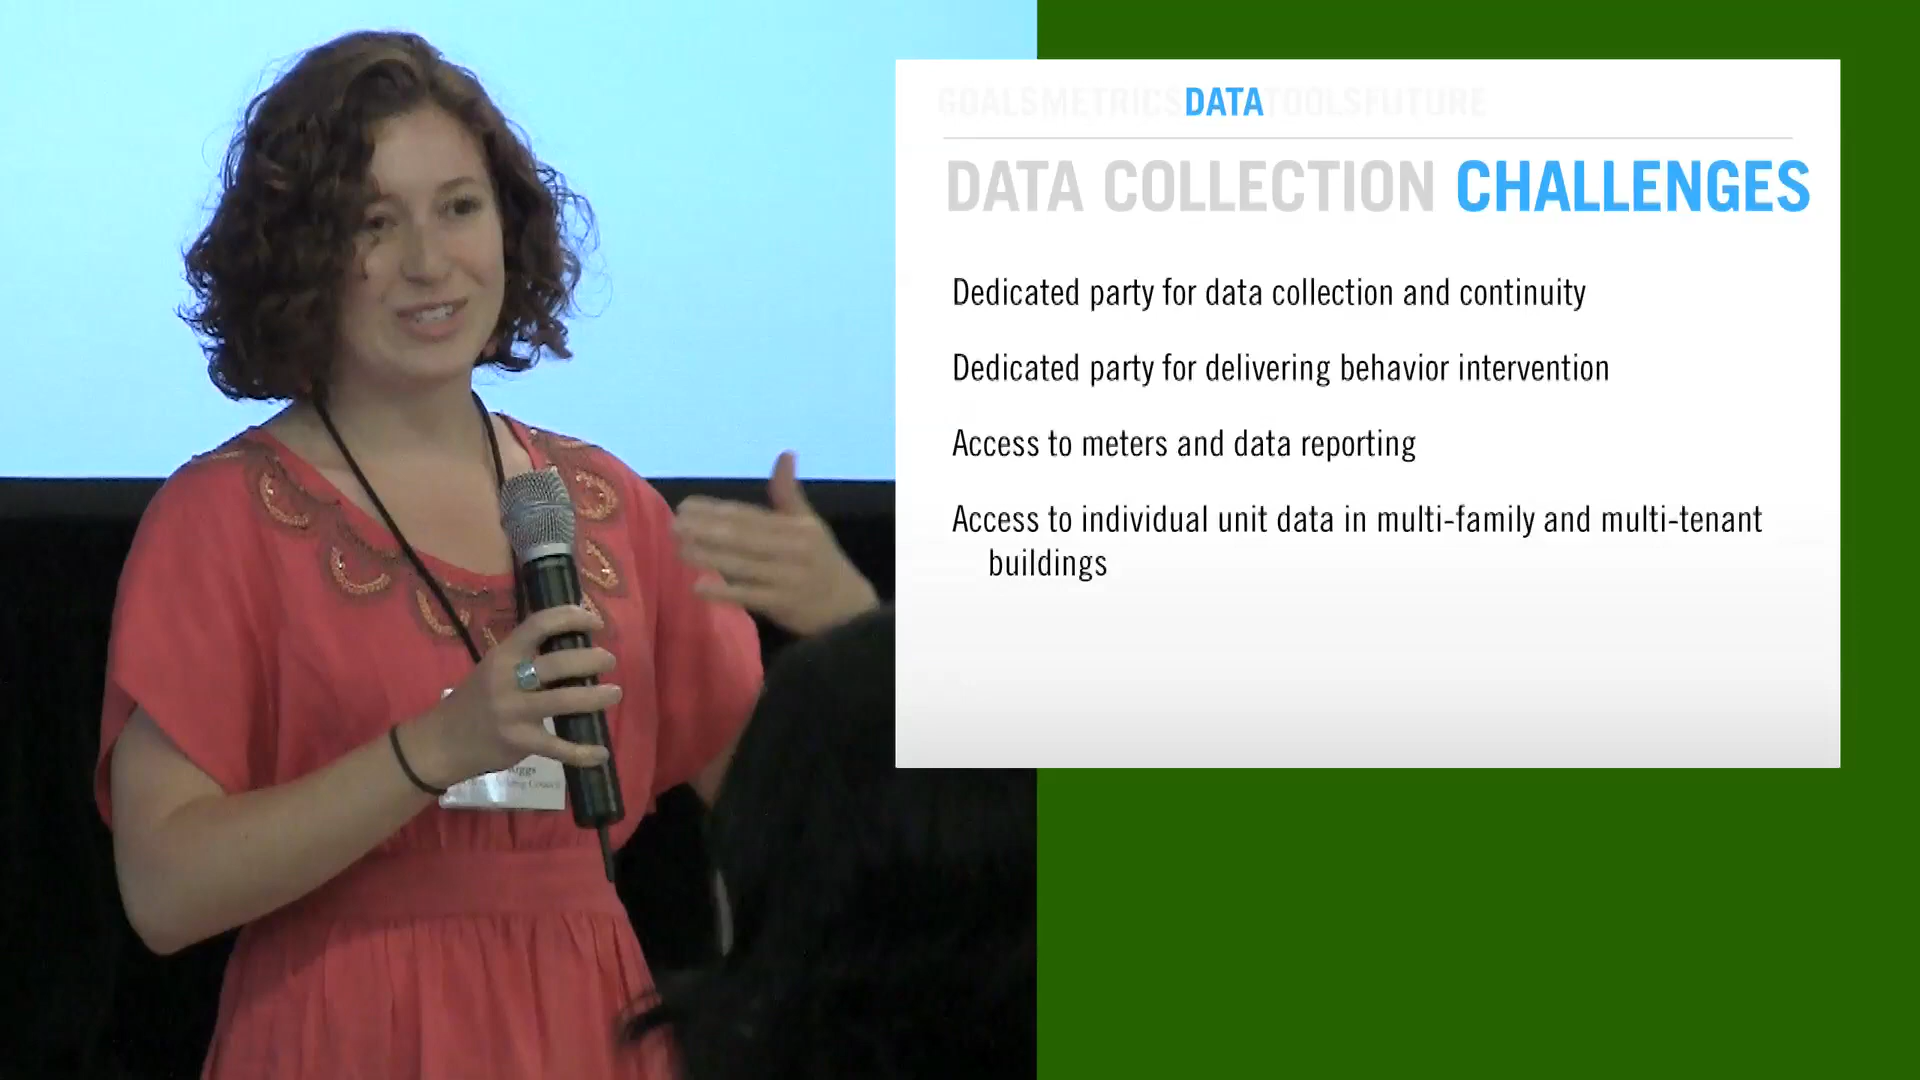 GOALSMETRICSDATATOOLSFUTURE
DATA COLLECTION CHALLENGES
Dedicated party for data collection and continuity
Dedicated party for delivering behavior intervention
Access to meters and data reporting
Access to individual unit data in multi-family and multi-tenant
buildings